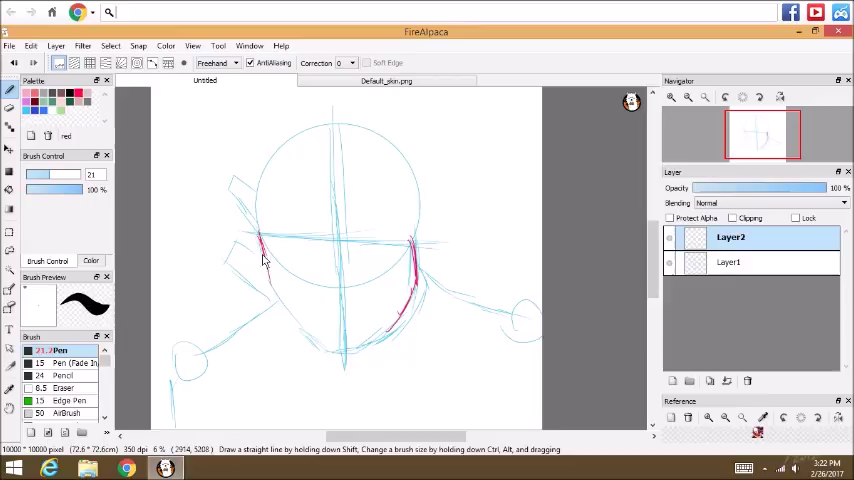 FireAlpaca
File Edit Layer Filter Select Snap Color View Tool Window Help
Freehand AntiAliasing Correction 0 Soft Edge
Palette
Untitled
Default_skin.png
Navigator
red
Brush Control
21
100 %
Layer
Opacity 100 %
Blending Normal
Protect Alpha Clipping Lock
Layer2
Layer1
Brush Control Color
Brush Preview
Brush
21.2 Pen
15 Pen (Fade In
24 Pencil
8.5 Eraser
15 Edge Pen
50 AirBrush
Reference
10000 * 10000 pixel (72.6 * 72.6cm) 350 dpi 6 % ( 2914, 5208) Draw a straight line by holding down Shift, Change a brush size by holding down Ctrl, Alt, and dragging
3:22 PM
2/26/2017